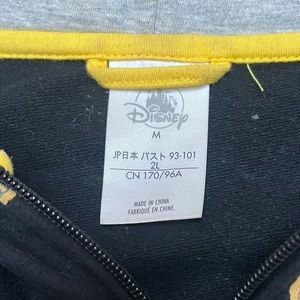 Disney
M
JP日本 バスト 93-101
2L
CN 170/96A
MADE IN CHINA
FABRIQUÉ EN CHINE